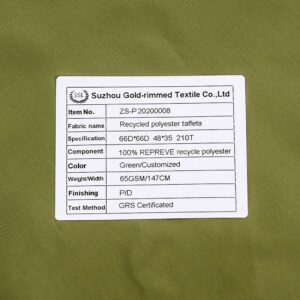 Suzhou Gold-rimmed Textile Co.,Ltd
Item No. ZS-P.20200008
Fabric name Recycled polyester taffeta
Specification 66D*66D 48*35 210T
Component 100% REPREVE recycle polyester
Color Green/Customized
Weight/Width 65GSM/147CM
Finishing P/D
Test Method GRS Certificated